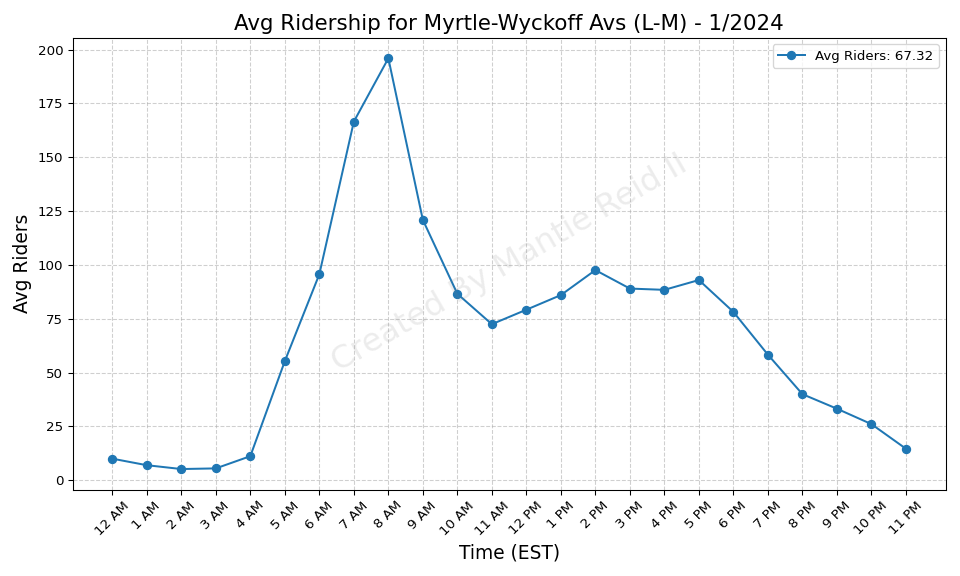 Avg Ridership for Myrtle-Wyckoff Avs (L-M) - 1/2024
Avg Riders: 67.32
Avg Riders
200
175
150
125
100
75
50
25
0
Created By Mantle Reid II
12 AM
1 AM
2 AM
3 AM
4 AM
5 AM
6 AM
7 AM
8 AM
9 AM
10 AM
11 AM
12 PM
1 PM
2 PM
3 PM
4 PM
5 PM
6 PM
7 PM
8 PM
9 PM
10 PM
11 PM
Time (EST)